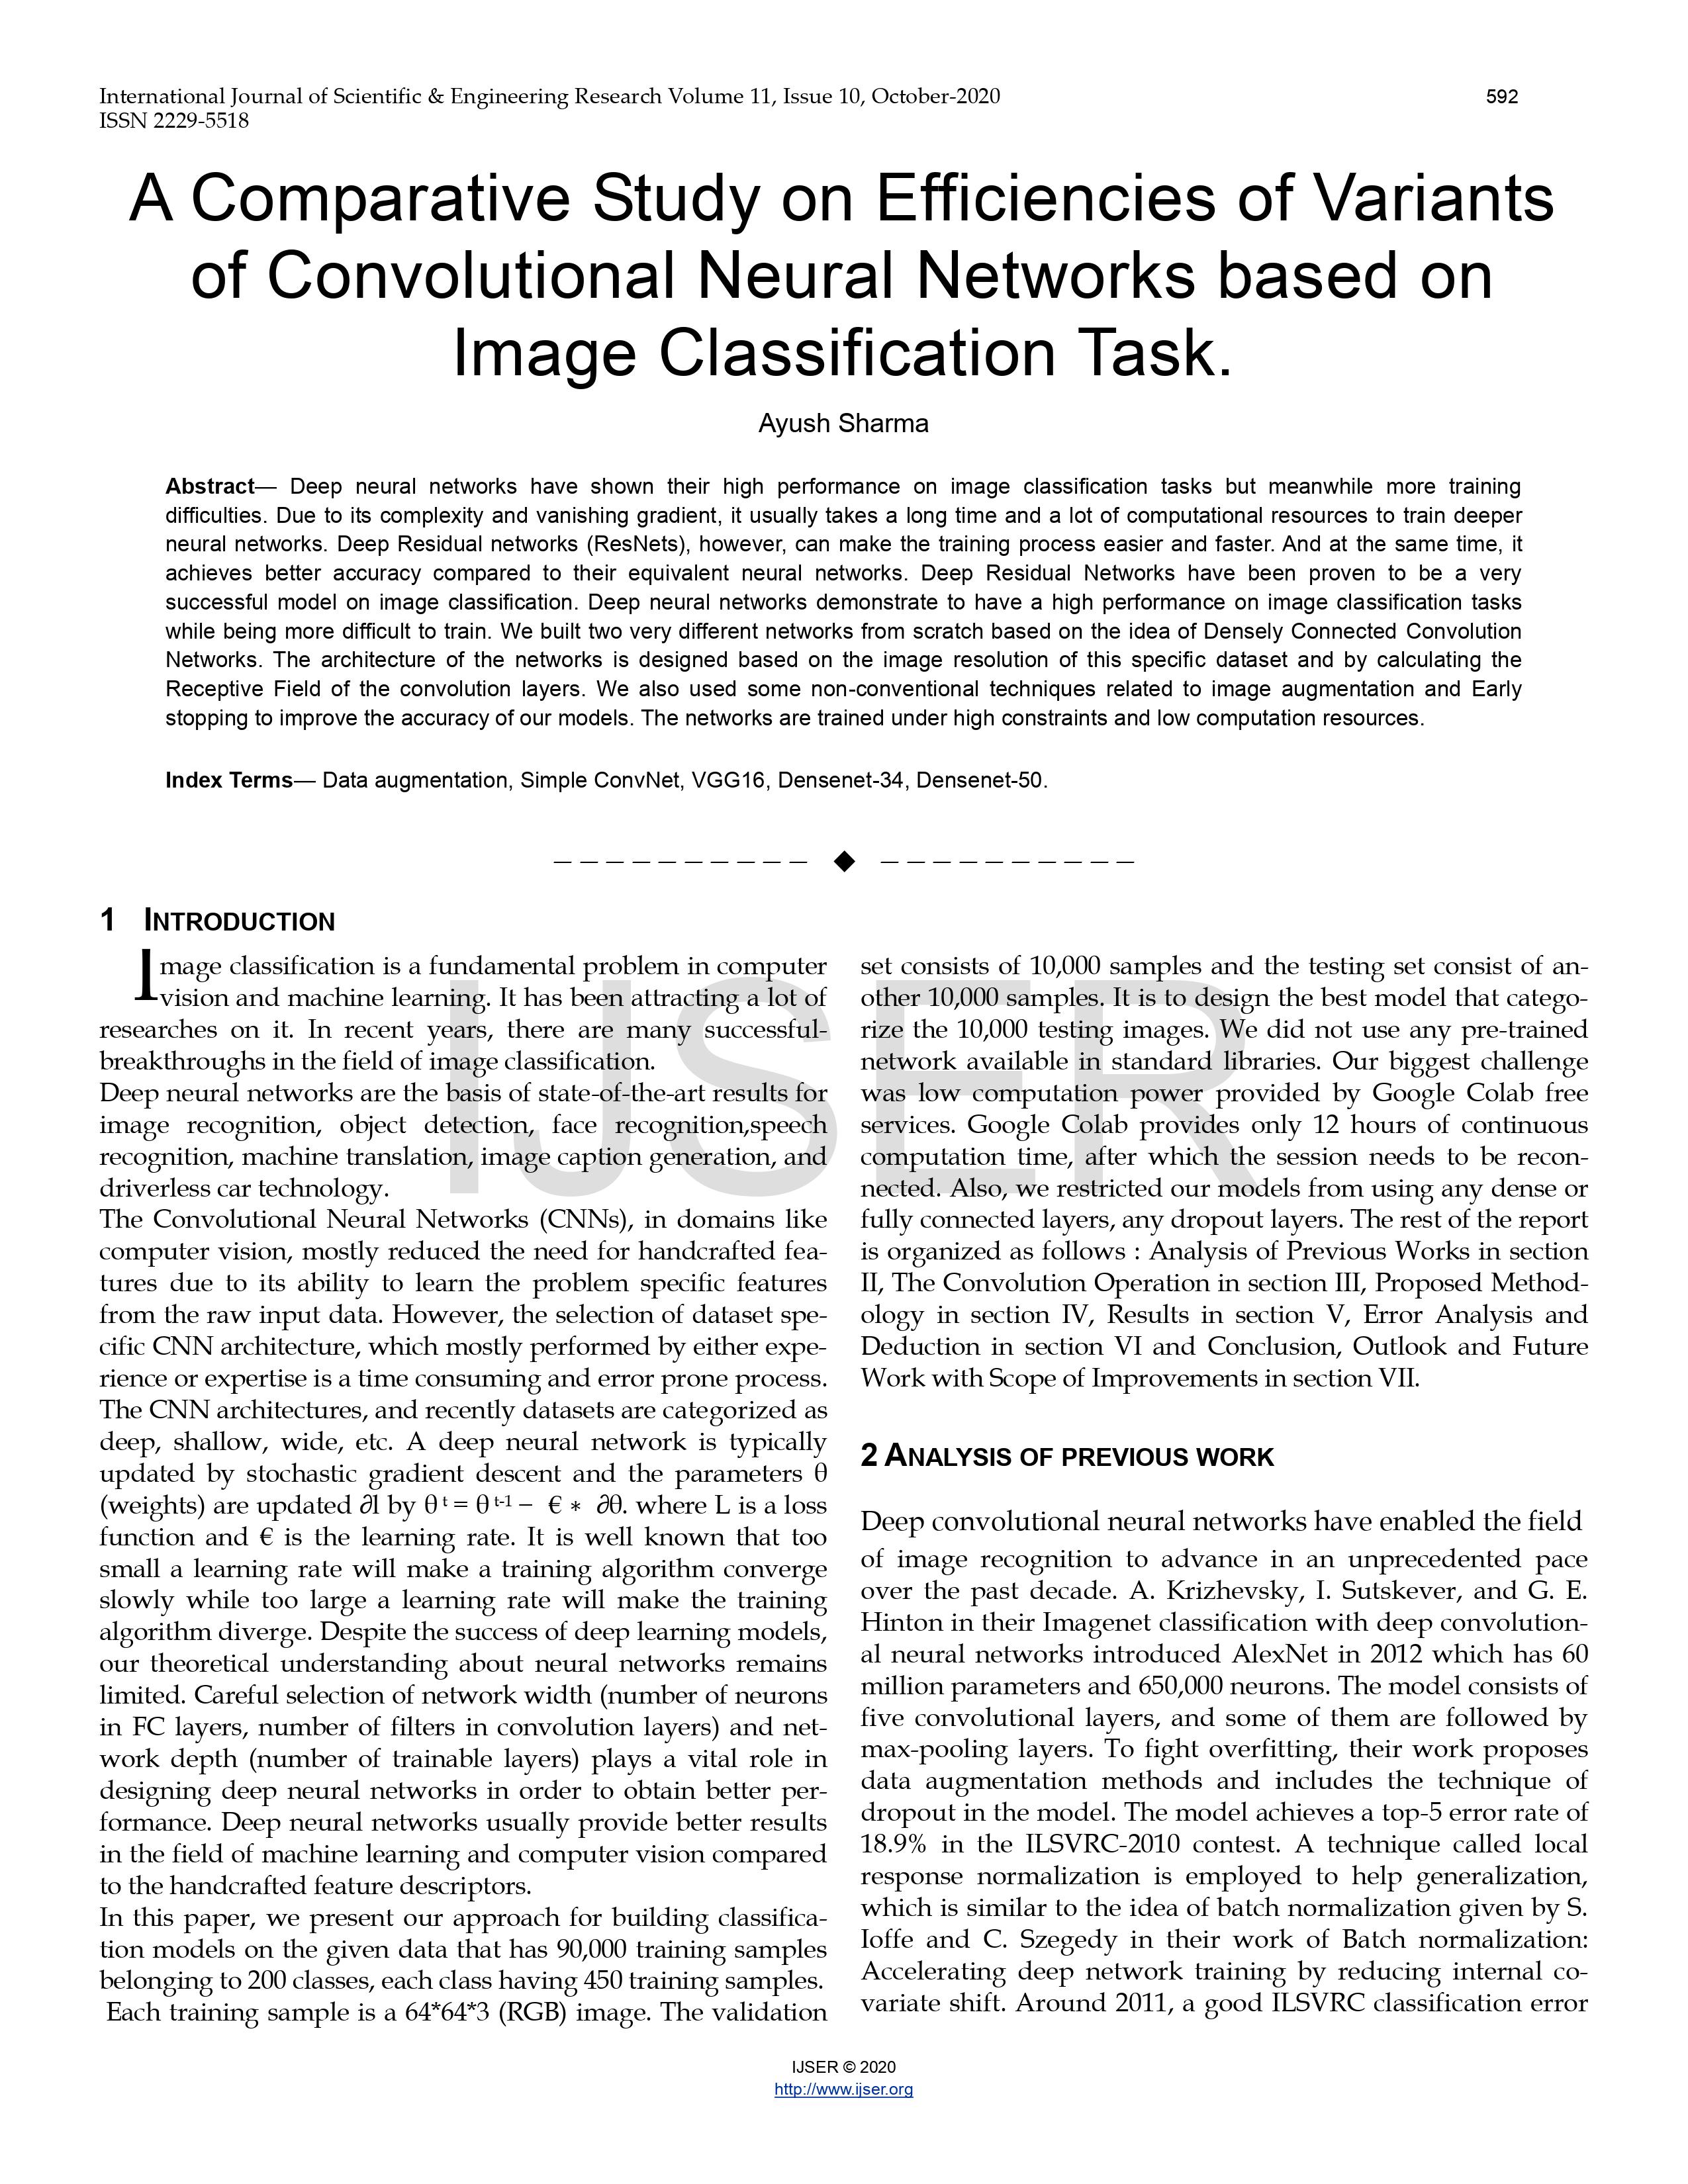 International Journal of Scientific & Engineering Research Volume 11, Issue 10, October-2020 592
ISSN 2229-5518
A Comparative Study on Efficiencies of Variants
of Convolutional Neural Networks based on
Image Classification Task.
Ayush Sharma
Abstract— Deep neural networks have shown their high performance on image classification tasks but meanwhile more training
difficulties. Due to its complexity and vanishing gradient, it usually takes a long time and a lot of computational resources to train deeper
neural networks. Deep Residual networks (ResNets), however, can make the training process easier and faster. And at the same time, it
achieves better accuracy compared to their equivalent neural networks. Deep Residual Networks have been proven to be a very
successful model on image classification. Deep neural networks demonstrate to have a high performance on image classification tasks
while being more difficult to train. We built two very different networks from scratch based on the idea of Densely Connected Convolution
Networks. The architecture of the networks is designed based on the image resolution of this specific dataset and by calculating the
Receptive Field of the convolution layers. We also used some non-conventional techniques related to image augmentation and Early
stopping to improve the accuracy of our models. The networks are trained under high constraints and low computation resources.
Index Terms— Data augmentation, Simple ConvNet, VGG16, Densenet-34, Densenet-50.
—————————— ◆ ——————————
1 INTRODUCTION
Image classification is a fundamental problem in computer
vision and machine learning. It has been attracting a lot of
researches on it. In recent years, there are many successful-
breakthroughs in the field of image classification.
Deep neural networks are the basis of state-of-the-art results for
image recognition, object detection, face recognition,speech
recognition, machine translation, image caption generation, and
driverless car technology.
The Convolutional Neural Networks (CNNs), in domains like
computer vision, mostly reduced the need for handcrafted fea-
tures due to its ability to learn the problem specific features
from the raw input data. However, the selection of dataset spe-
cific CNN architecture, which mostly performed by either expe-
rience or expertise is a time consuming and error prone process.
The CNN architectures, and recently datasets are categorized as
deep, shallow, wide, etc. A deep neural network is typically
updated by stochastic gradient descent and the parameters θ
(weights) are updated ∂l by θ t = θ t-1 − € ∗ ∂θ. where L is a loss
function and € is the learning rate. It is well known that too
small a learning rate will make a training algorithm converge
slowly while too large a learning rate will make the training
algorithm diverge. Despite the success of deep learning models,
our theoretical understanding about neural networks remains
limited. Careful selection of network width (number of neurons
in FC layers, number of filters in convolution layers) and net-
work depth (number of trainable layers) plays a vital role in
designing deep neural networks in order to obtain better per-
formance. Deep neural networks usually provide better results
in the field of machine learning and computer vision compared
to the handcrafted feature descriptors.
In this paper, we present our approach for building classifica-
tion models on the given data that has 90,000 training samples
belonging to 200 classes, each class having 450 training samples.
Each training sample is a 64*64*3 (RGB) image. The validation
set consists of 10,000 samples and the testing set consist of an-
other 10,000 samples. It is to design the best model that catego-
rize the 10,000 testing images. We did not use any pre-trained
network available in standard libraries. Our biggest challenge
was low computation power provided by Google Colab free
services. Google Colab provides only 12 hours of continuous
computation time, after which the session needs to be recon-
nected. Also, we restricted our models from using any dense or
fully connected layers, any dropout layers. The rest of the report
is organized as follows : Analysis of Previous Works in section
II, The Convolution Operation in section III, Proposed Method-
ology in section IV, Results in section V, Error Analysis and
Deduction in section VI and Conclusion, Outlook and Future
Work with Scope of Improvements in section VII.
2 ANALYSIS OF PREVIOUS WORK
Deep convolutional neural networks have enabled the field
of image recognition to advance in an unprecedented pace
over the past decade. A. Krizhevsky, I. Sutskever, and G. E.
Hinton in their Imagenet classification with deep convolution-
al neural networks introduced AlexNet in 2012 which has 60
million parameters and 650,000 neurons. The model consists of
five convolutional layers, and some of them are followed by
max-pooling layers. To fight overfitting, their work proposes
data augmentation methods and includes the technique of
dropout in the model. The model achieves a top-5 error rate of
18.9% in the ILSVRC-2010 contest. A technique called local
response normalization is employed to help generalization,
which is similar to the idea of batch normalization given by S.
Ioffe and C. Szegedy in their work of Batch normalization:
Accelerating deep network training by reducing internal co-
variate shift. Around 2011, a good ILSVRC classification error
IJSER
IJSER © 2020
http://www.ijser.org